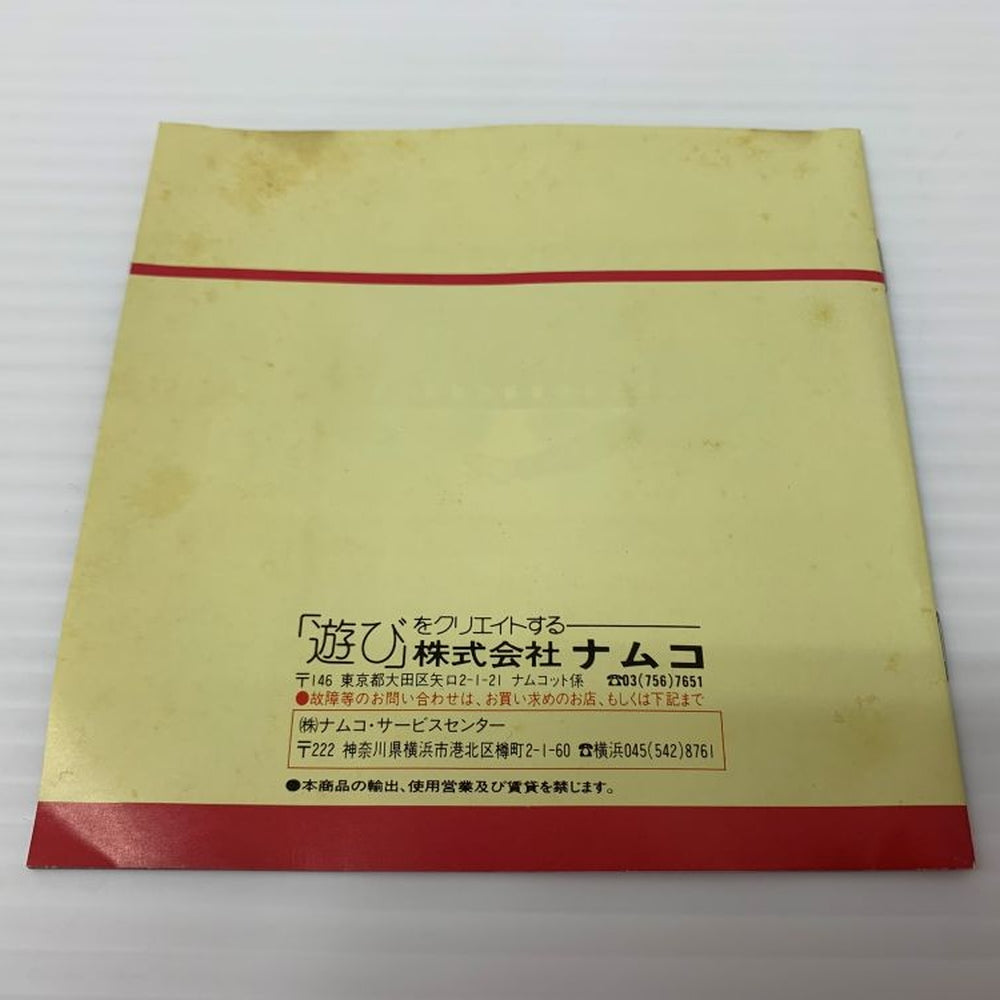 「遊び」をクリエイトする
株式会社 ナムコ
〒146 東京都大田区矢口2-1-21 ナムコット係 ☎03(756)7651
●故障等のお問い合わせは、お買い求めのお店、もしくは下記まで
㈱ナムコ・サービスセンター
〒222 神奈川県横浜市港北区樽町2-1-60 ☎横浜045(542)8761
●本商品の輸出、使用営業及び賃貸を禁じます。